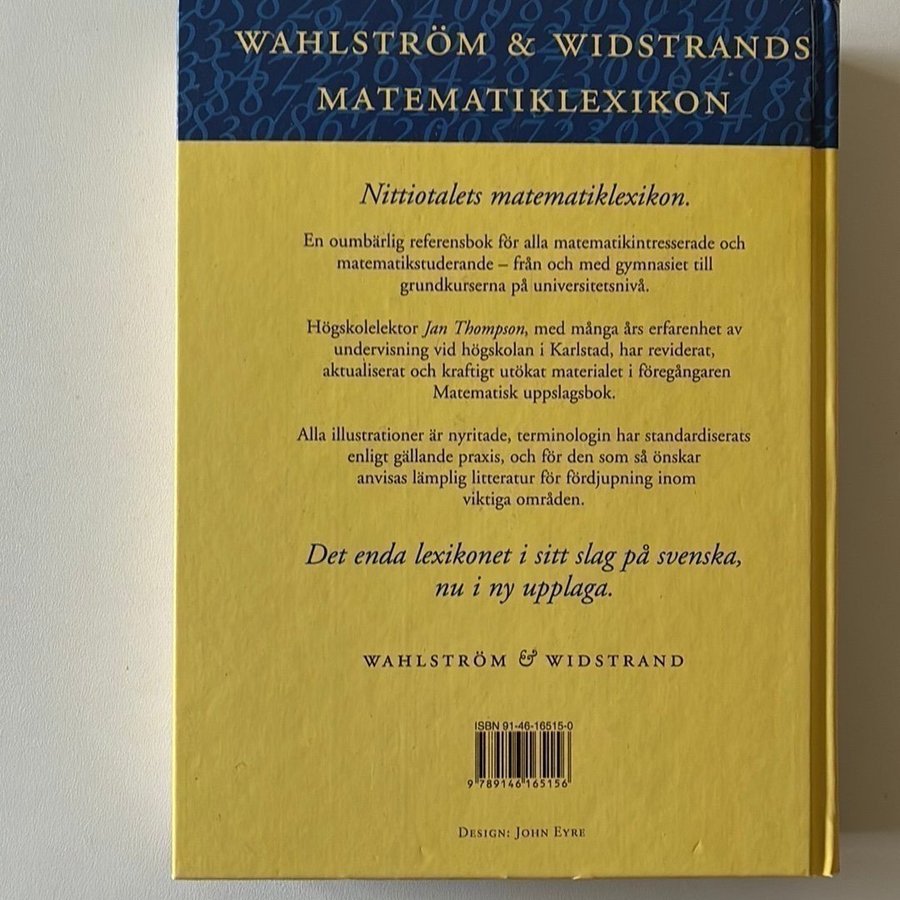 WAHLSTRÖM & WIDSTRANDS
MATEMATIKLEXIKON
Nittiotalets matematiklexikon.
En oumbärlig referensbok för alla matematikintresserade och
matematikstuderande – från och med gymnasiet till
grundkurserna på universitetsnivå.
Högskolelektor Jan Thompson, med många års erfarenhet av
undervisning vid högskolan i Karlstad, har reviderat,
aktualiserat och kraftigt utökat materialet i föregångaren
Matematisk uppslagsbok.
Alla illustrationer är nyritade, terminologin har standardiserats
enligt gällande praxis, och för den som så önskar
anvisas lämplig litteratur för fördjupning inom
viktiga områden.
Det enda lexikonet i sitt slag på svenska,
nu i ny upplaga.
WAHLSTRÖM & WIDSTRAND
ISBN 91-46-16515-0
9 789146 165156
DESIGN: JOHN EYRE